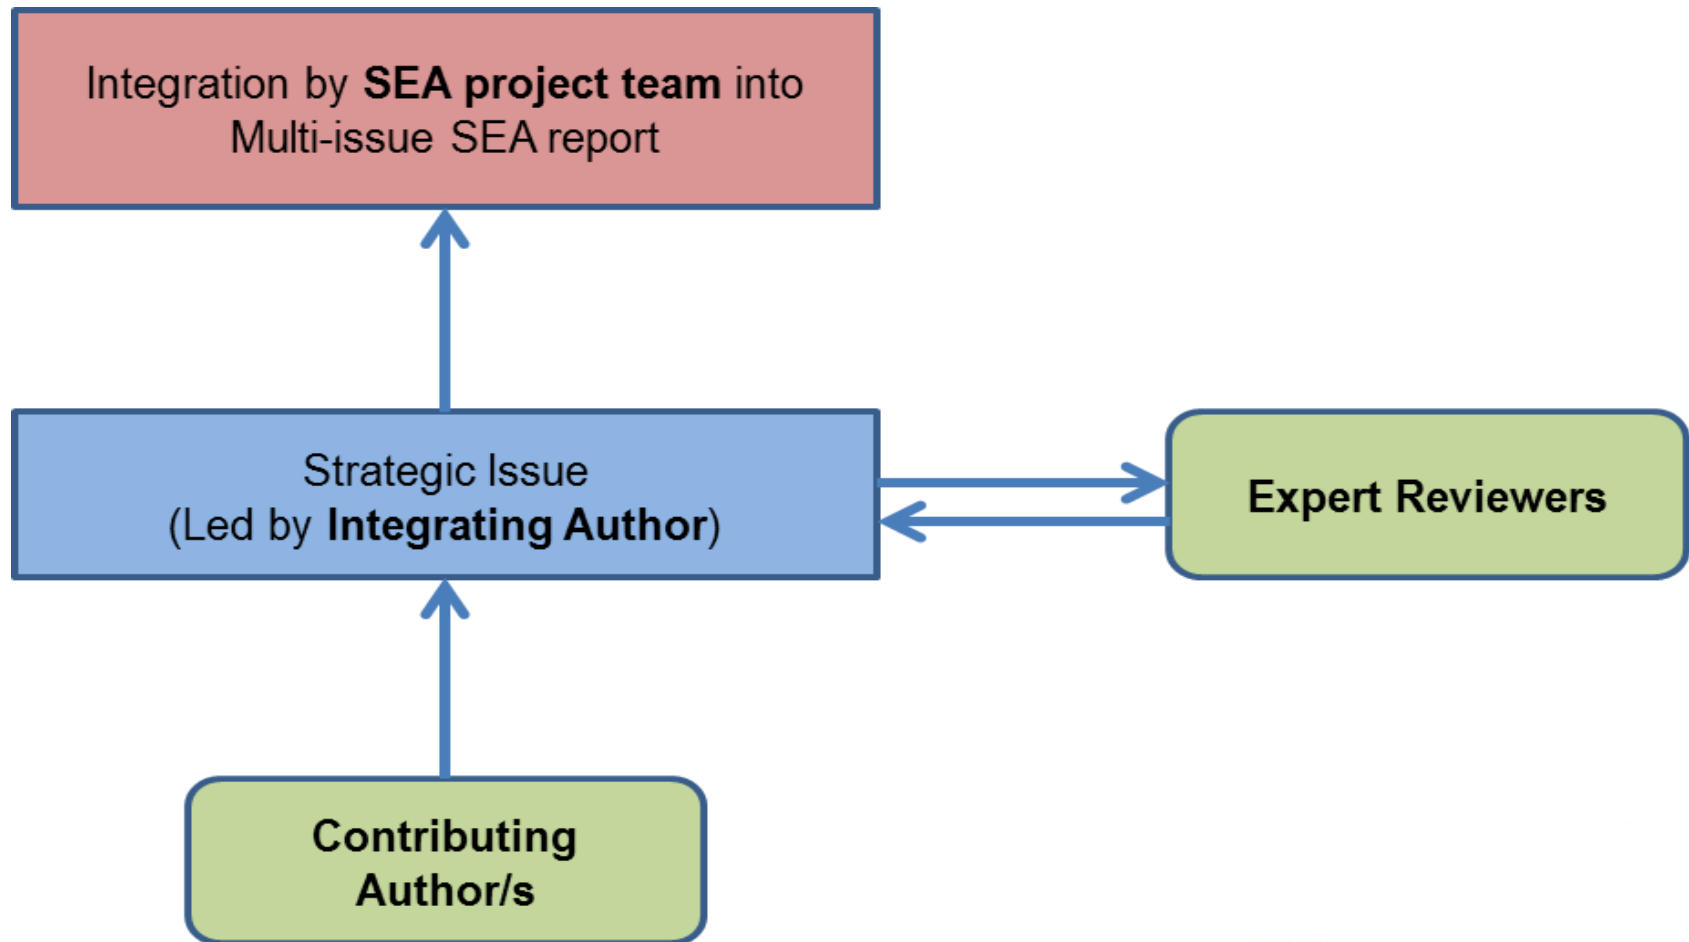 Integration by SEA project team into
Multi-issue SEA report
Strategic Issue
(Led by Integrating Author)
Expert Reviewers
Contributing
Author/s